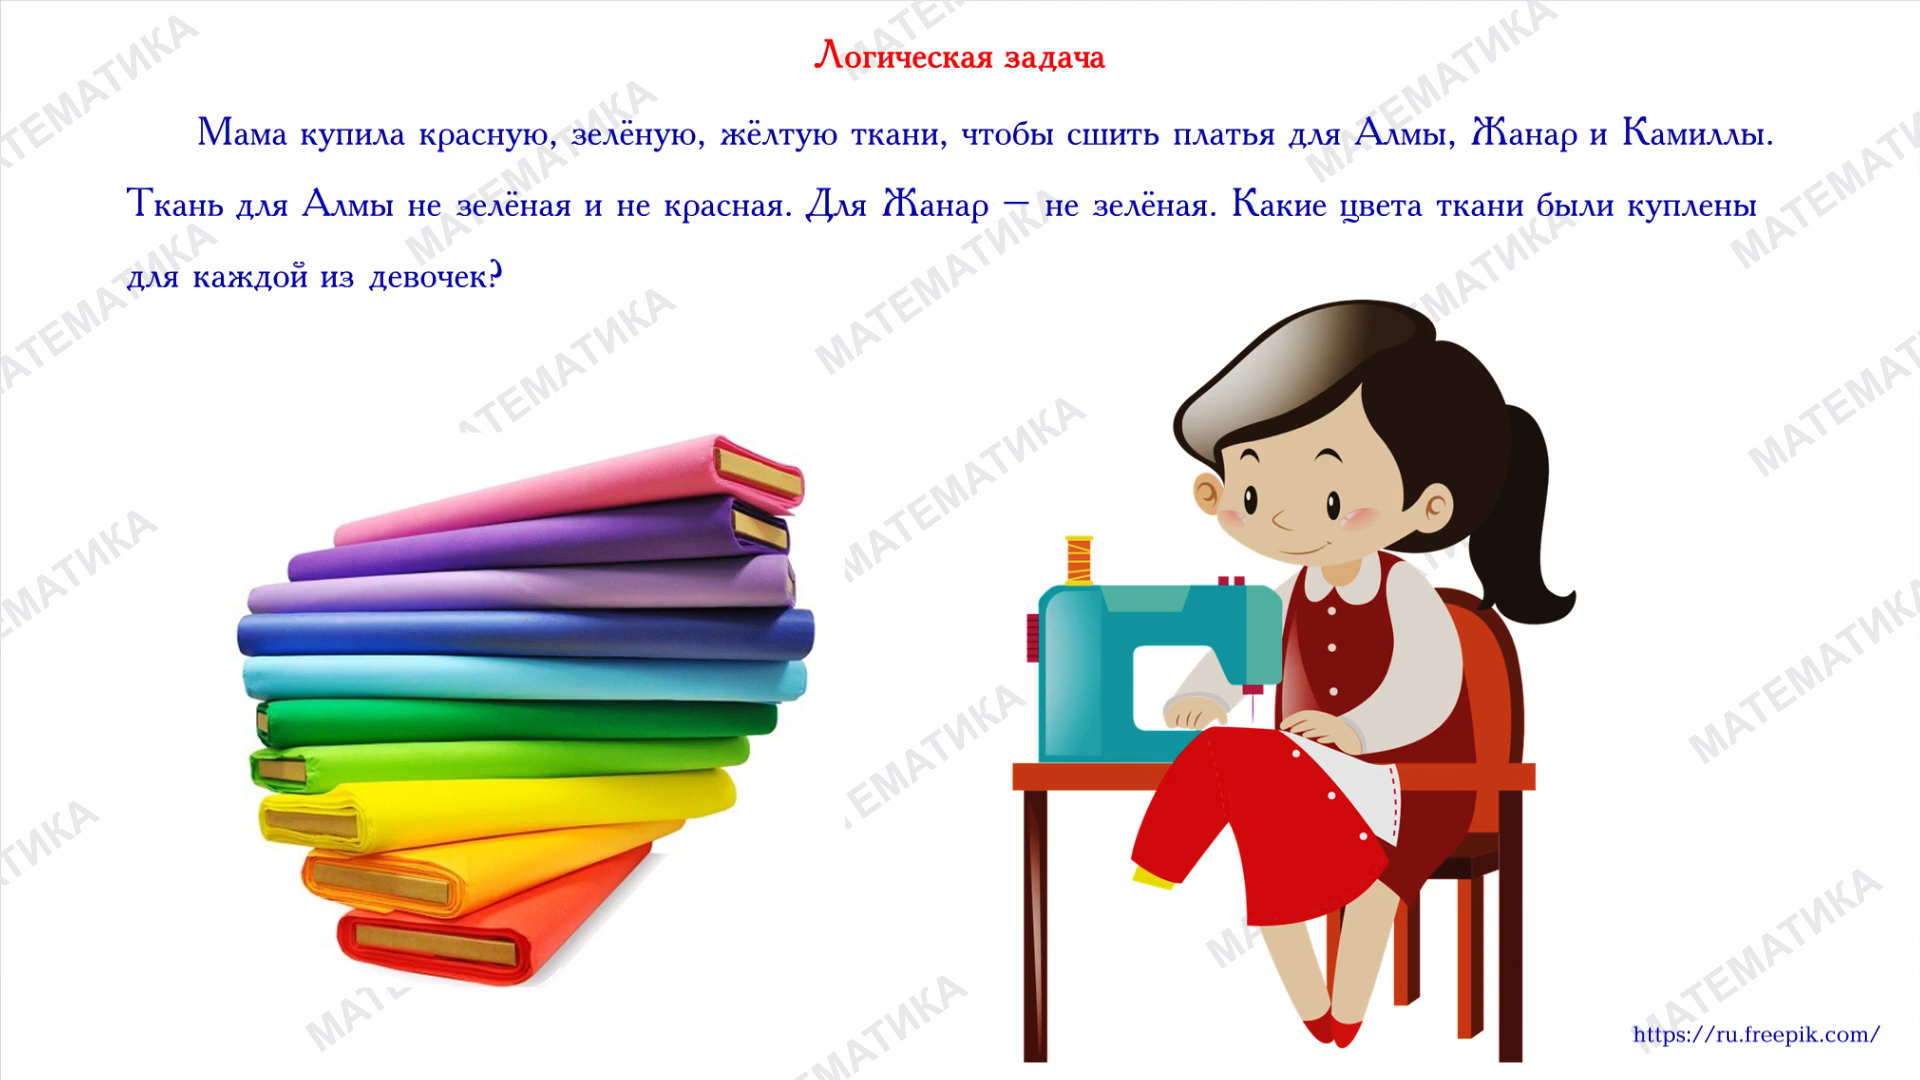 Логическая задача
Мама купила красную, зелёную, жёлтую ткани, чтобы сшить платья для Алмы, Жанар и Камиллы.
Ткань для Алмы не зелёная и не красная. Для Жанар – не зелёная. Какие цвета ткани были куплены
для каждой из девочек?
https://ru.freepik.com/
МАТЕМАТИКА